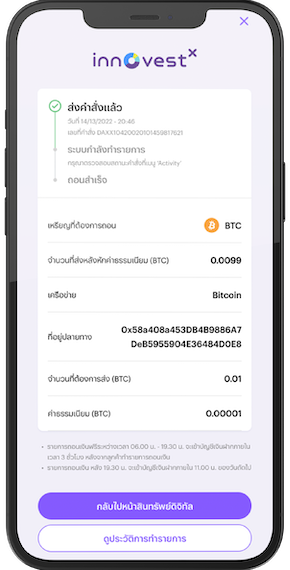 innovestx
ส่งคำสั่งแล้ว
วันที่ 14/13/2022 - 20:46
เลขที่คำสั่ง DAXXI0420020101459817621
ระบบกำลังทำรายการ
กรุณาตรวจสอบสถานะคำสั่งที่เมนู 'Activity'
ถอนสำเร็จ
เหรียญที่ต้องการถอน
BTC
จำนวนที่ส่งหลังหักค่าธรรมเนียม (BTC)
0.0099
เครือข่าย
Bitcoin
ที่อยู่ปลายทาง
0x58a408a453DB4B9886A7
DeB5955904E36484D0E8
จำนวนที่ต้องการส่ง (BTC)
0.01
ค่าธรรมเนียม (BTC)
0.00001
• รายการถอนเงินฟรีระหว่างเวลา 06.00 น. - 19.30 น. จะเข้าบัญชีเงินฝากภายใน
เวลา 3 ชั่วโมง หลังจากลูกค้าทำรายการถอนเงิน
• รายการถอนเงิน หลัง 19.30 น. จะเข้าบัญชีเงินฝากภายใน 11.00 น. ของวันถัดไป
กลับไปหน้าสินทรัพย์ดิจิทัล
ดูประวัติการทำรายการ